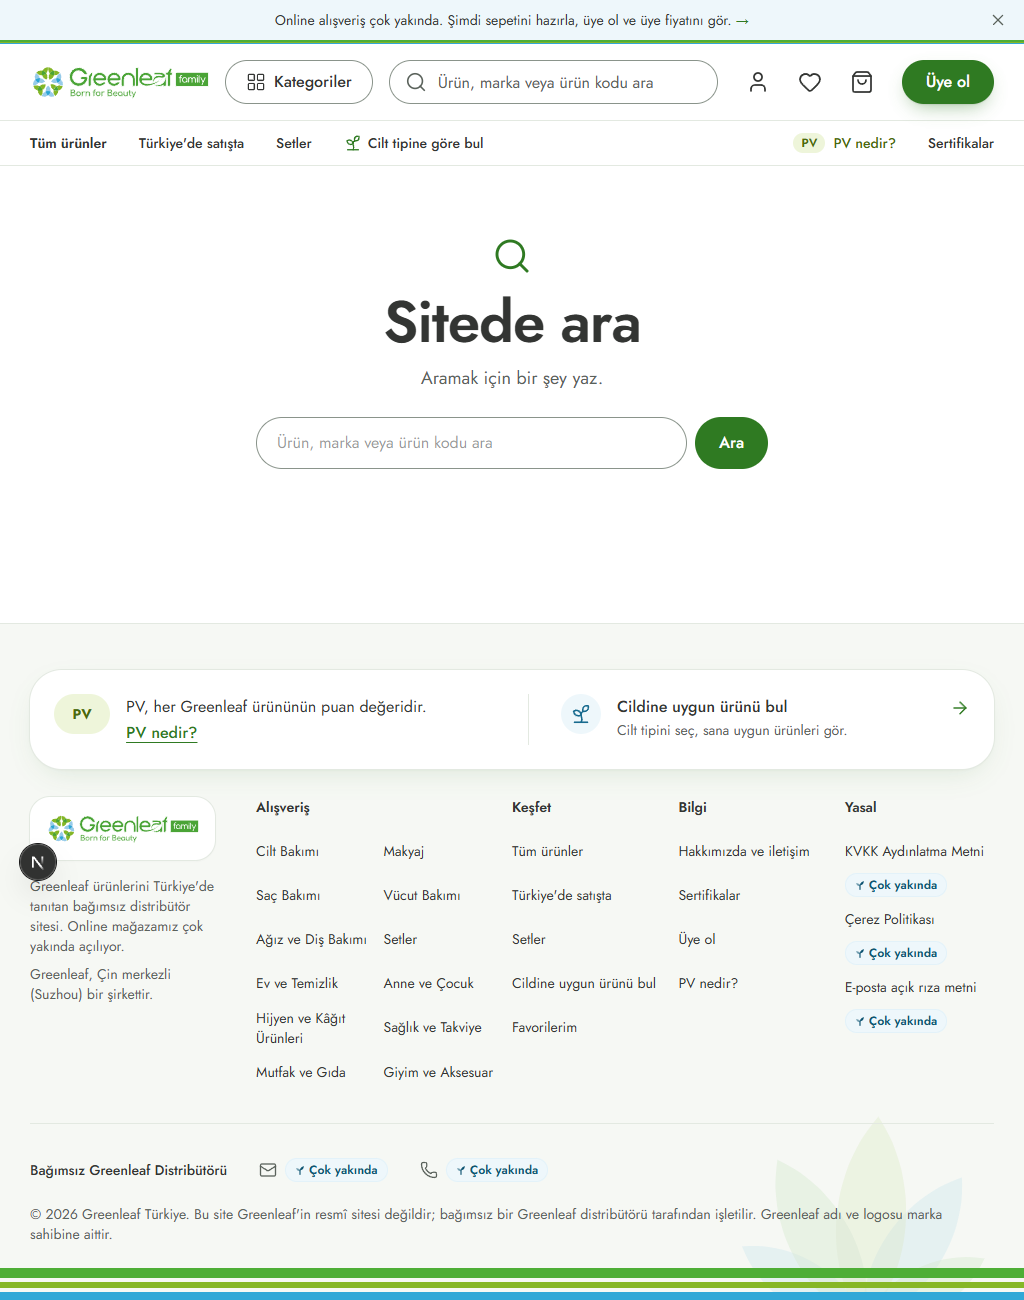 Online alışveriş çok yakında. Şimdi sepetini hazırla, üye ol ve üye fiyatını gör. →
Greenleaf family
Born for Beauty
Kategoriler
Ürün, marka veya ürün kodu ara
Üye ol
Tüm ürünler
Türkiye'de satışta
Setler
Cilt tipine göre bul
PV PV nedir?
Sertifikalar
Sitede ara
Aramak için bir şey yaz.
Ürün, marka veya ürün kodu ara
Ara
PV
PV, her Greenleaf ürününün puan değeridir.
PV nedir?
Cildine uygun ürünü bul
Cilt tipini seç, sana uygun ürünleri gör.
Greenleaf family
Born for Beauty
N
Greenleaf ürünlerini Türkiye'de
tanıtan bağımsız distribütör
sitesi. Online mağazamız çok
yakında açılıyor.
Greenleaf, Çin merkezli
(Suzhou) bir şirkettir.
Alışveriş
Cilt Bakımı
Makyaj
Saç Bakımı
Vücut Bakımı
Ağız ve Diş Bakımı
Setler
Ev ve Temizlik
Anne ve Çocuk
Hijyen ve Kâğıt
Ürünleri
Sağlık ve Takviye
Mutfak ve Gıda
Giyim ve Aksesuar
Keşfet
Tüm ürünler
Türkiye'de satışta
Setler
Cildine uygun ürünü bul
Favorilerim
Bilgi
Hakkımızda ve iletişim
Sertifikalar
Üye ol
PV nedir?
Yasal
KVKK Aydınlatma Metni
Çok yakında
Çerez Politikası
Çok yakında
E-posta açık rıza metni
Çok yakında
Bağımsız Greenleaf Distribütörü
Çok yakında
Çok yakında
© 2026 Greenleaf Türkiye. Bu site Greenleaf'in resmî sitesi değildir; bağımsız bir Greenleaf distribütörü tarafından işletilir. Greenleaf adı ve logosu marka
sahibine aittir.